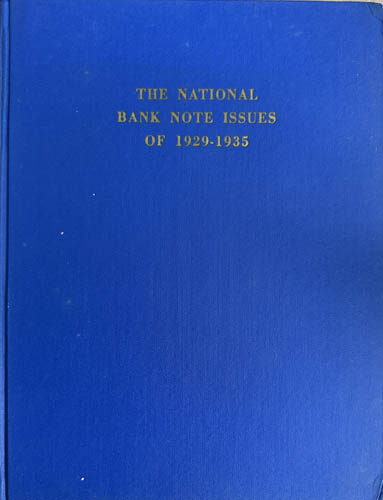 THE NATIONAL
BANK NOTE ISSUES
OF 1929-1935